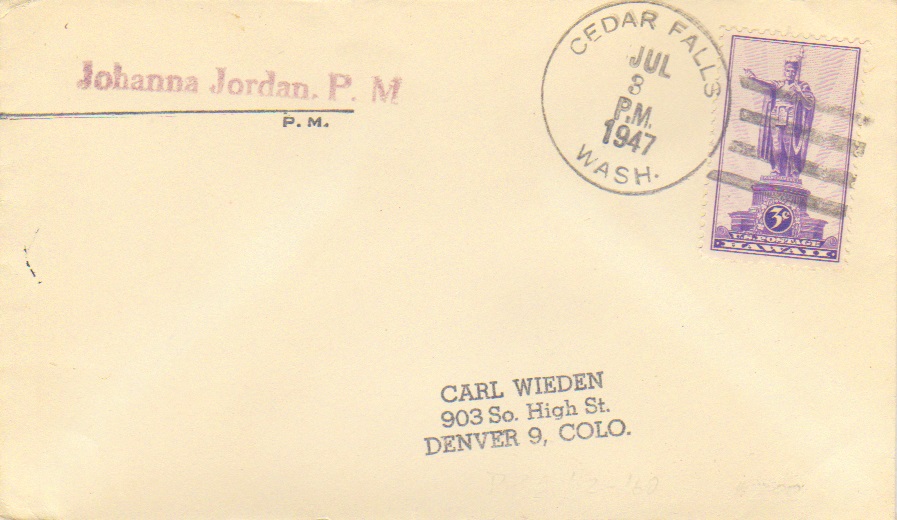 Johanna Jordan. P. M
P.M.
CEDAR FALLS
JUL
3
P.M.
1947
WASH.
3¢
U.S. POSTAGE
HAWAII
CARL WIEDEN
903 So. High St.
DENVER 9, COLO.